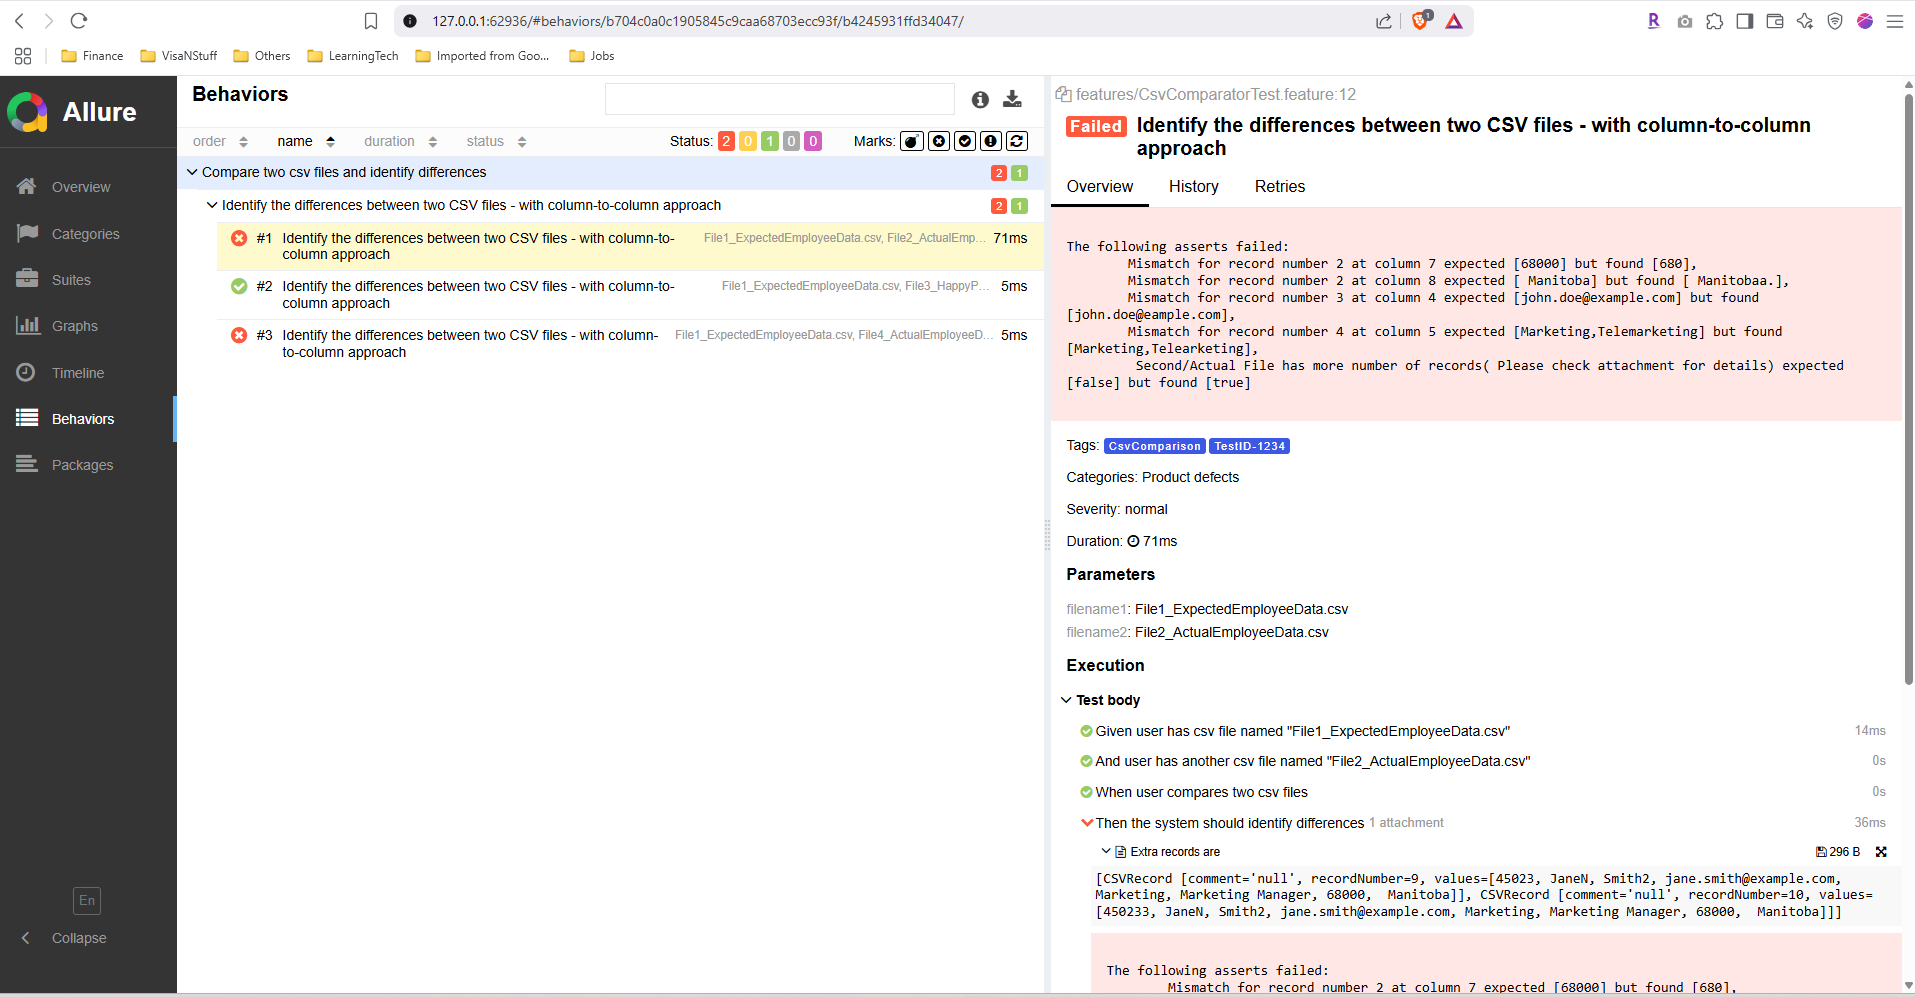 127.0.0.1:62936/#behaviors/b704c0a0c1905845c9caa68703ecc93f/b4245931ffd34047/
1
Finance
VisaNStuff
Others
LearningTech
Imported from Goo...
Jobs
Allure
Overview
Categories
Suites
Graphs
Timeline
Behaviors
Packages
En
Collapse
Behaviors
order
name
duration
status
Status: 2 0 1 0 0
Marks:
Compare two csv files and identify differences 2 1
Identify the differences between two CSV files - with column-to-column approach 2 1
#1 Identify the differences between two CSV files - with column-to- File1_ExpectedEmployeeData.csv, File2_ActualEmp... 71ms
column approach
#2 Identify the differences between two CSV files - with column-to- File1_ExpectedEmployeeData.csv, File3_HappyP... 5ms
column approach
#3 Identify the differences between two CSV files - with column- File1_ExpectedEmployeeData.csv, File4_ActualEmployeeD... 5ms
to-column approach
features/CsvComparatorTest.feature:12
Failed Identify the differences between two CSV files - with column-to-column
approach
Overview History Retries
The following asserts failed:
Mismatch for record number 2 at column 7 expected [68000] but found [680],
Mismatch for record number 2 at column 8 expected [ Manitoba] but found [ Manitobaa.],
Mismatch for record number 3 at column 4 expected [john.doe@example.com] but found
[john.doe@eample.com],
Mismatch for record number 4 at column 5 expected [Marketing,Telemarketing] but found
[Marketing,Telearketing],
Second/Actual File has more number of records( Please check attachment for details) expected
[false] but found [true]
Tags: CsvComparison TestID-1234
Categories: Product defects
Severity: normal
Duration: 71ms
Parameters
filename1: File1_ExpectedEmployeeData.csv
filename2: File2_ActualEmployeeData.csv
Execution
Test body
Given user has csv file named "File1_ExpectedEmployeeData.csv" 14ms
And user has another csv file named "File2_ActualEmployeeData.csv" 0s
When user compares two csv files 0s
Then the system should identify differences 1 attachment 36ms
Extra records are 296 B
[CSVRecord [comment='null', recordNumber=9, values=[45023, JaneN, Smith2, jane.smith@example.com,
Marketing, Marketing Manager, 68000,  Manitoba]], CSVRecord [comment='null', recordNumber=10, values=
[450233, JaneN, Smith2, jane.smith@example.com, Marketing, Marketing Manager, 68000,  Manitoba]]]
The following asserts failed:
Mismatch for record number 2 at column 7 expected [68000] but found [680],